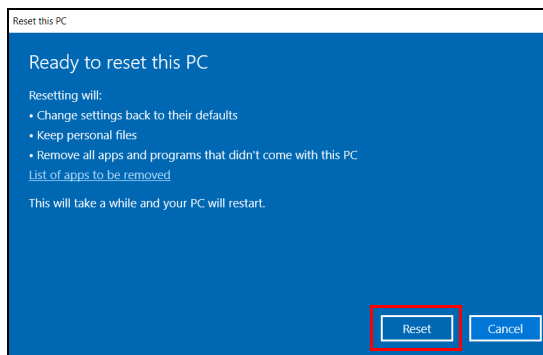 Reset this PC
Ready to reset this PC
Resetting will:
• Change settings back to their defaults
• Keep personal files
• Remove all apps and programs that didn't come with this PC
List of apps to be removed
This will take a while and your PC will restart.
Reset Cancel